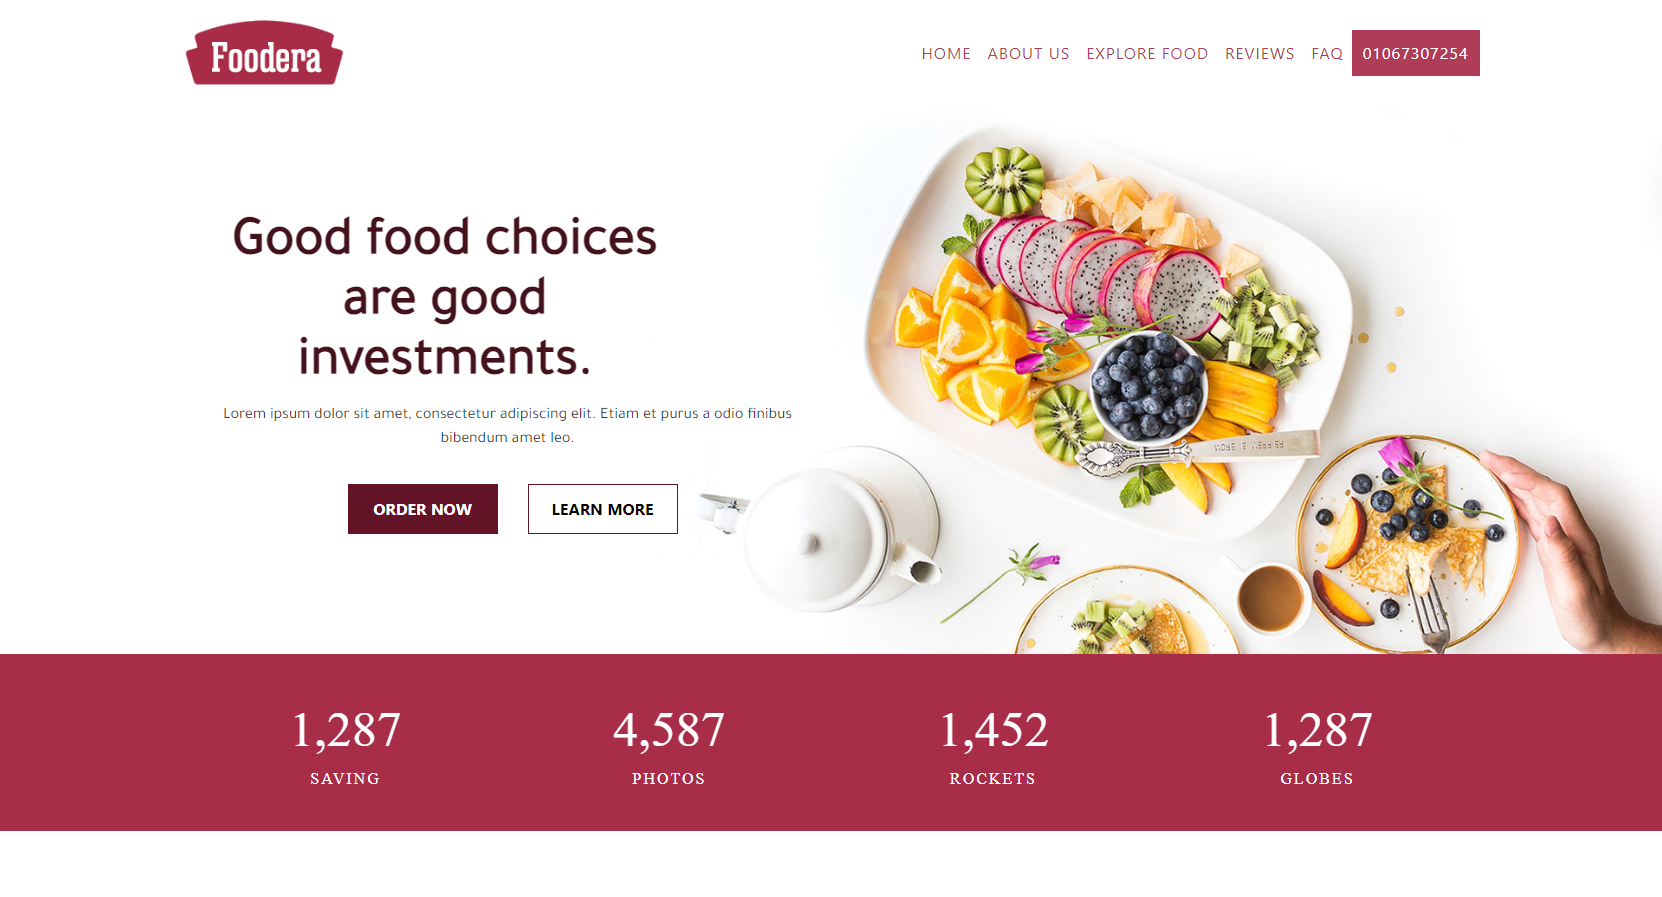 Foodera
HOME ABOUT US EXPLORE FOOD REVIEWS FAQ 01067307254
Good food choices
are good
investments.
Lorem ipsum dolor sit amet, consectetur adipiscing elit. Etiam et purus a odio finibus
bibendum amet leo.
ORDER NOW LEARN MORE
1,287 4,587 1,452 1,287
SAVING PHOTOS ROCKETS GLOBES